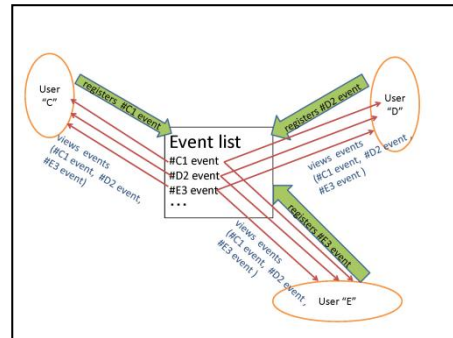 User
"C"
registers #C1 event
registers #D2 event
User
"D"
Event list
#C1 event
#D2 event
#E3 event
...
views events
(#C1 event, #D2 event,
#E3 event)
views events
(#C1 event, #D2 event ,
#E3 event )
registers #E3 event
views events
(#C1 event, #D2 event ,
#E3 event )
User "E"